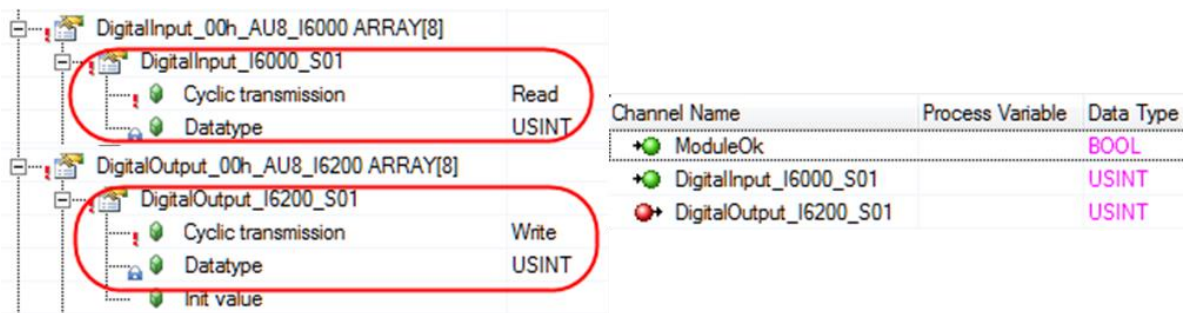 DigitalInput_00h_AU8_I6000 ARRAY[8]
DigitalInput_I6000_S01
Cyclic transmission Read
Datatype USINT
DigitalOutput_00h_AU8_I6200 ARRAY[8]
DigitalOutput_I6200_S01
Cyclic transmission Write
Datatype USINT
Init value
Channel Name Process Variable Data Type
ModuleOk BOOL
DigitalInput_I6000_S01 USINT
DigitalOutput_I6200_S01 USINT